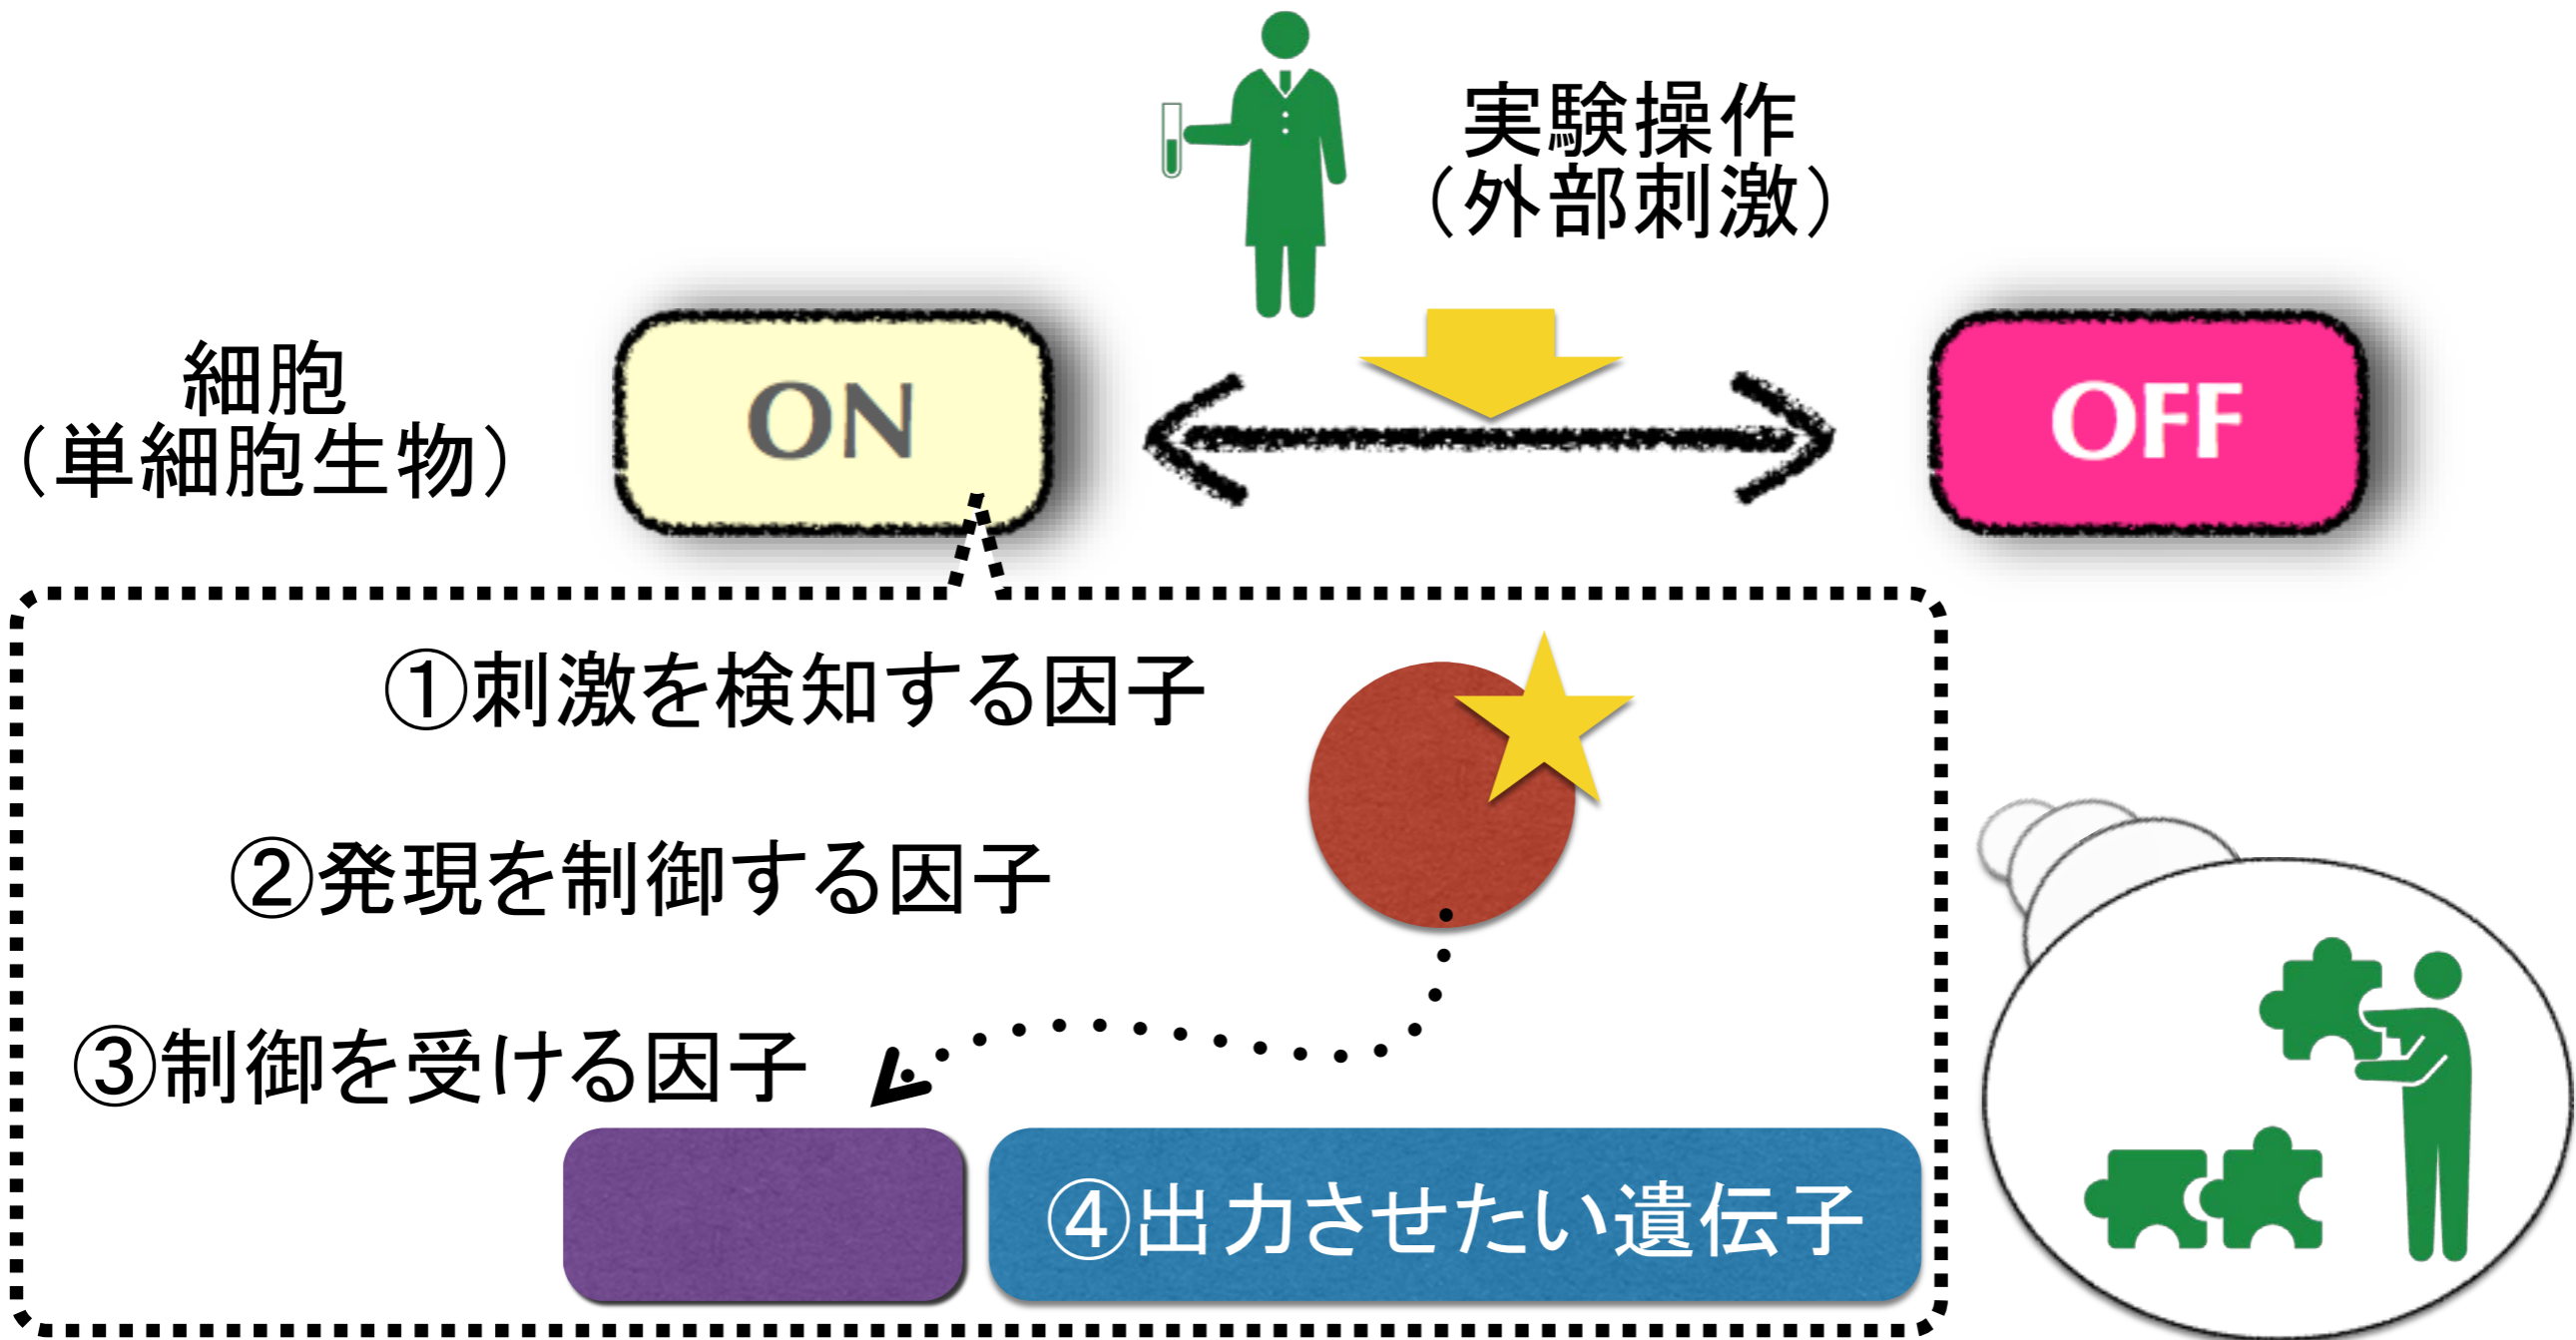 実験操作
（外部刺激）
細胞
（単細胞生物）
ON
OFF
①刺激を検知する因子
②発現を制御する因子
③制御を受ける因子
④出力させたい遺伝子